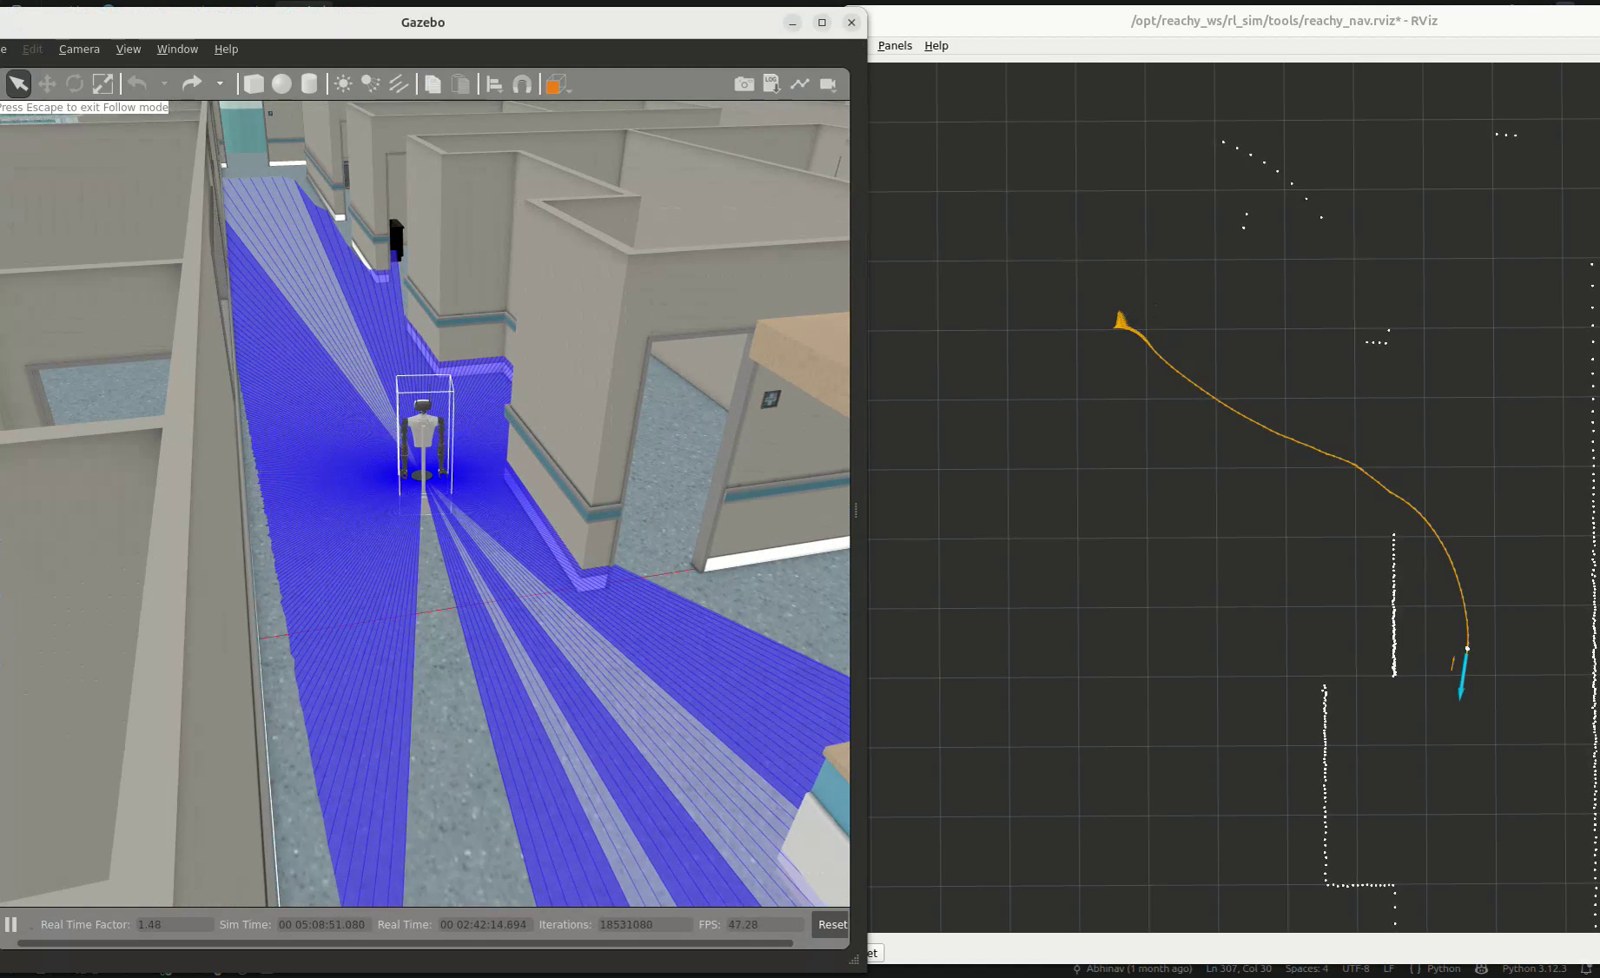 Gazebo
/opt/reachy_ws/rl_sim/tools/reachy_nav.rviz* - RViz
e Edit Camera View Window Help
Panels Help
LOG
Press Escape to exit Follow mode
Real Time Factor: 1.48 Sim Time: 00 05:08:51.080 Real Time: 00 02:42:14.694 Iterations: 18531080 FPS: 47.28 Reset
et
Abhinav (1 month ago) Ln 307, Col 30 Spaces: 4 UTF-8 LF { } Python Python 3.12.3